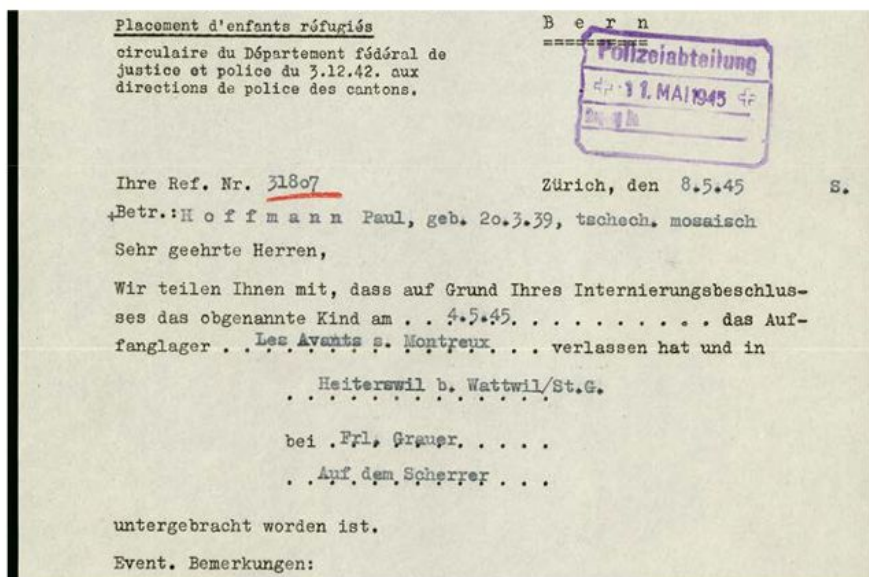 Placement d'enfants réfugiés
circulaire du Département fédéral de
justice et police du 3.12.42. aux
directions de police des cantons.
B e r n
==========
Polizeiabteilung
11. MAI 1945
Ihre Ref. Nr. 31807
Zürich, den 8.5.45 S.
+Betr.:H o f f m a n n Paul, geb. 2o.3.39, tschech. mosaisch
Sehr geehrte Herren,
Wir teilen Ihnen mit, dass auf Grund Ihres Internierungsbeschlus-
ses das obgenannte Kind am . . 4.5.45. . . . . . . . . . . das Auf-
fanglager . . Les Avants s. Montreux. . . verlassen hat und in
Heiterswil b. Wattwil/St.G.
bei . Frl. Grauer. . . . .
. . Auf dem Scherrer . . .
untergebracht worden ist.
Event. Bemerkungen: